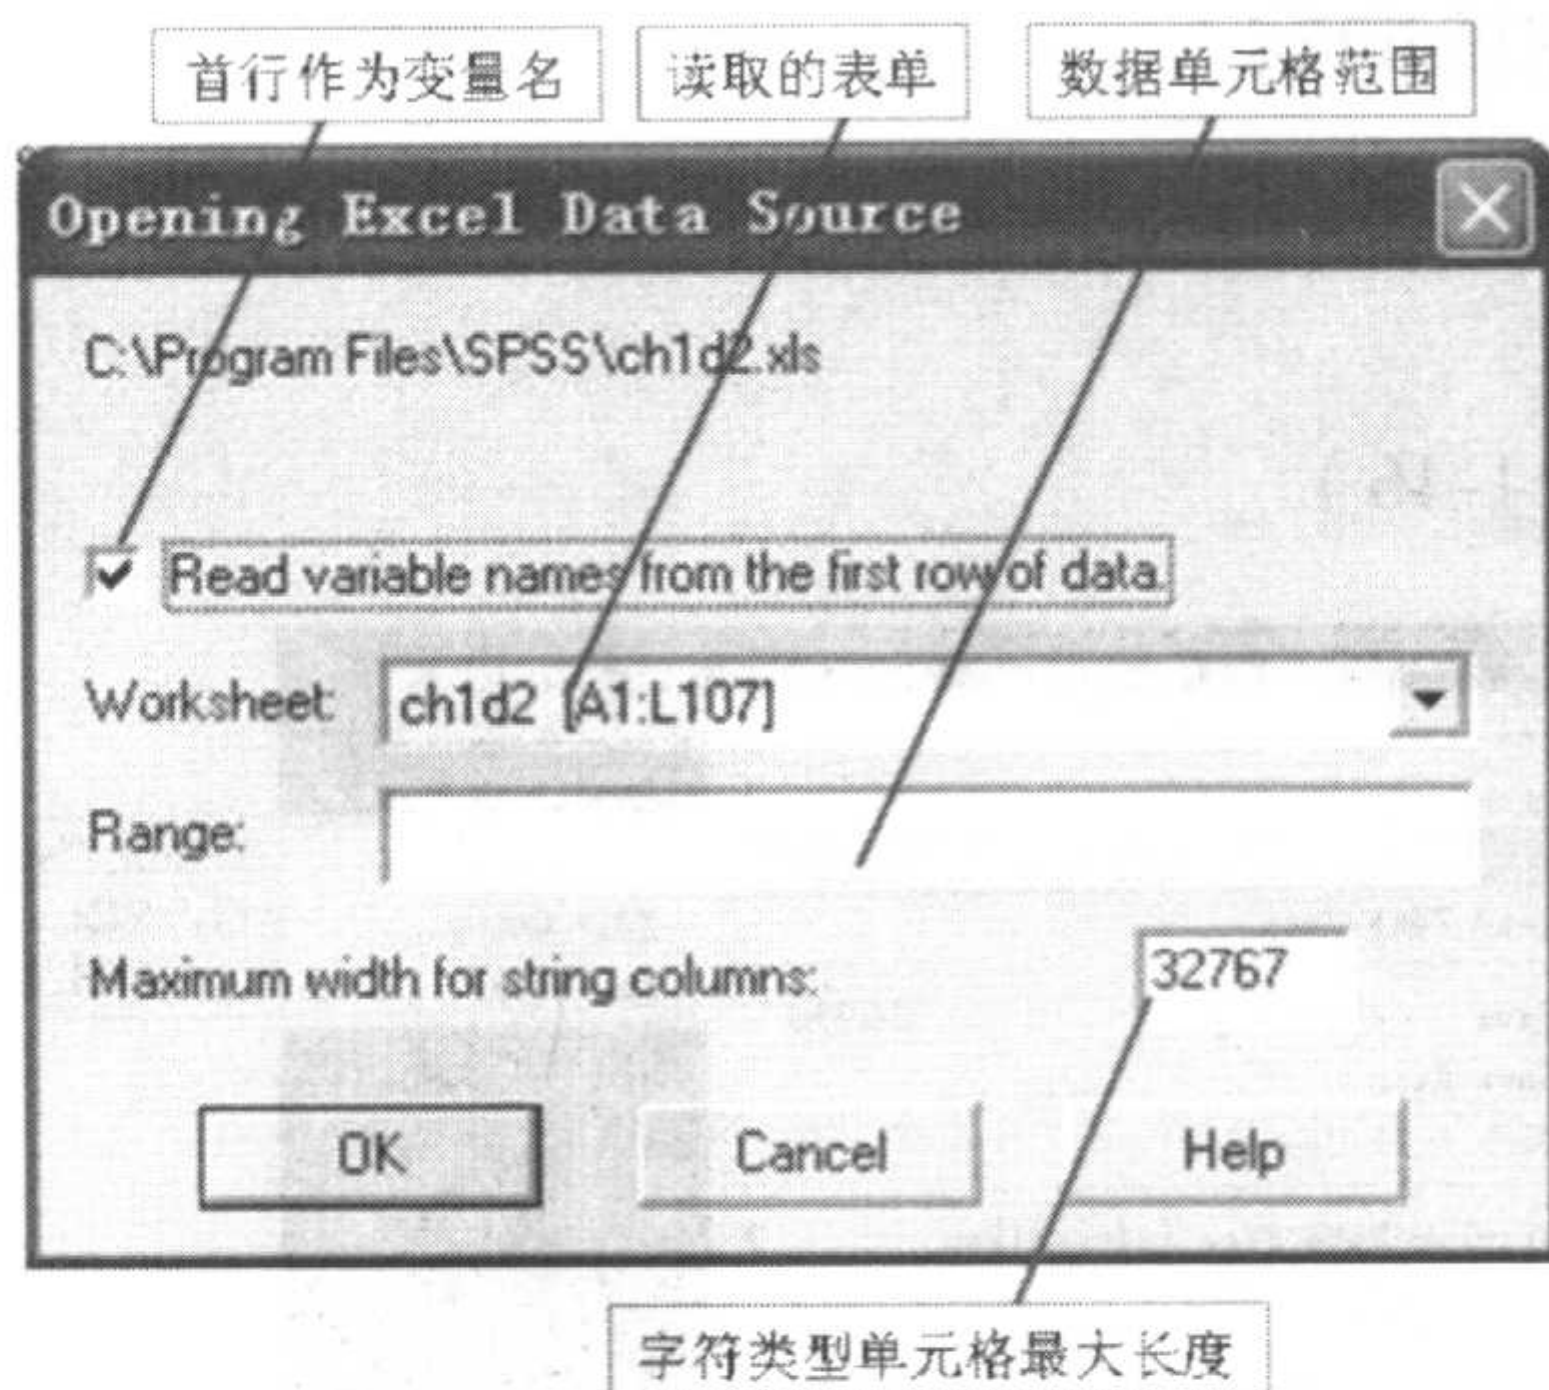 首行作为变量名
读取的表单
数据单元格范围
Opening Excel Data Source
C:\Program Files\SPSS\ch1d2.xls
Read variable names from the first row of data.
Worksheet: ch1d2 [A1:L107]
Range:
Maximum width for string columns: 32767
OK Cancel Help
字符类型单元格最大长度